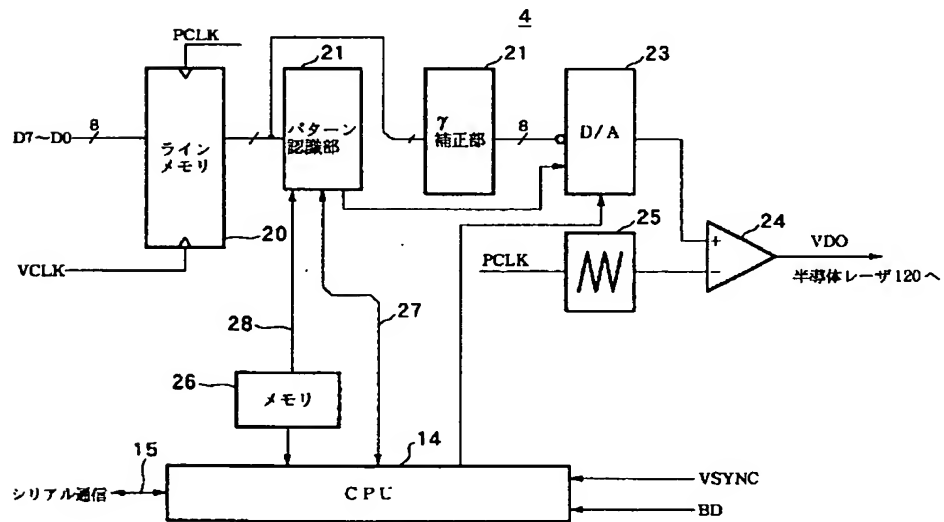 4
PCLK
21
21
23
D7～D0
8
ライン
メモリ
パターン
認識部
γ
補正部
8
D/A
20
VCLK
25
PCLK
24
+
−
VDO
半導体レーザ120へ
28
27
26
メモリ
14
15
シリアル通信
CPU
VSYNC
BD